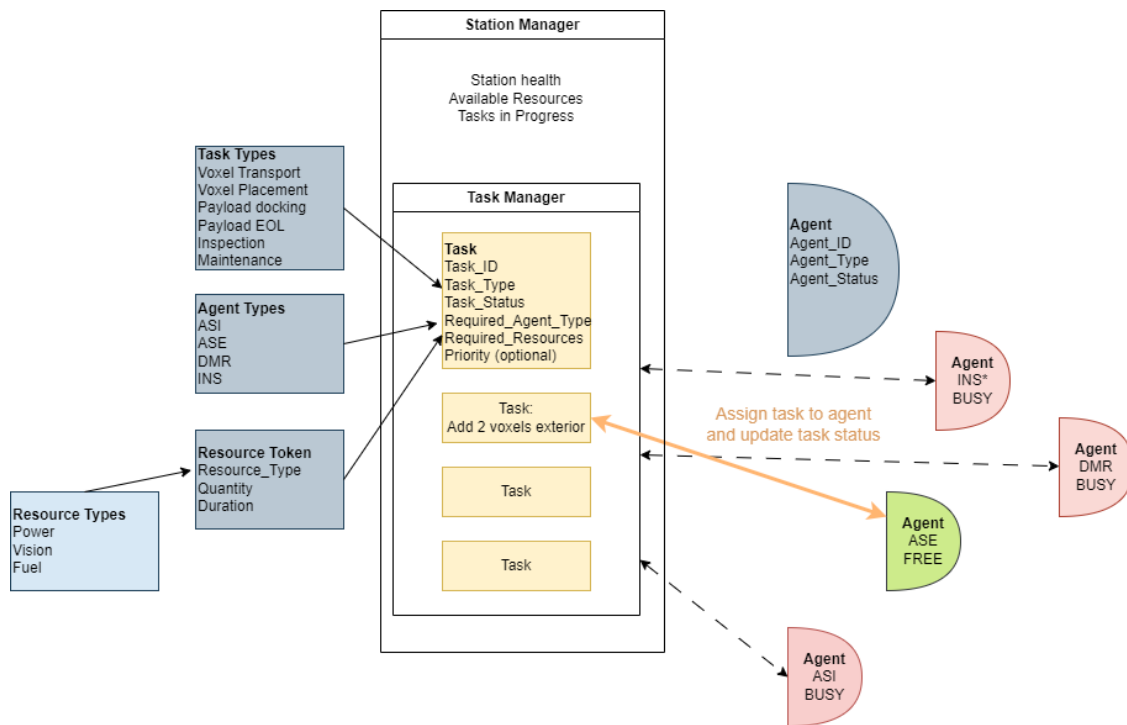 Station Manager
Station health
Available Resources
Tasks in Progress
Task Types
Voxel Transport
Voxel Placement
Payload docking
Payload EOL
Inspection
Maintenance
Agent Types
ASI
ASE
DMR
INS
Resource Token
Resource_Type
Quantity
Duration
Resource Types
Power
Vision
Fuel
Task Manager
Task
Task_ID
Task_Type
Task_Status
Required_Agent_Type
Required_Resources
Priority (optional)
Task:
Add 2 voxels exterior
Task
Task
Agent
Agent_ID
Agent_Type
Agent_Status
Agent
INS*
BUSY
Assign task to agent
and update task status
Agent
DMR
BUSY
Agent
ASE
FREE
Agent
ASI
BUSY